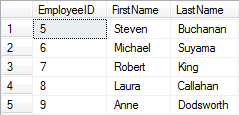 EmployeeID FirstName LastName
1 5 Steven Buchanan
2 6 Michael Suyama
3 7 Robert King
4 8 Laura Callahan
5 9 Anne Dodsworth